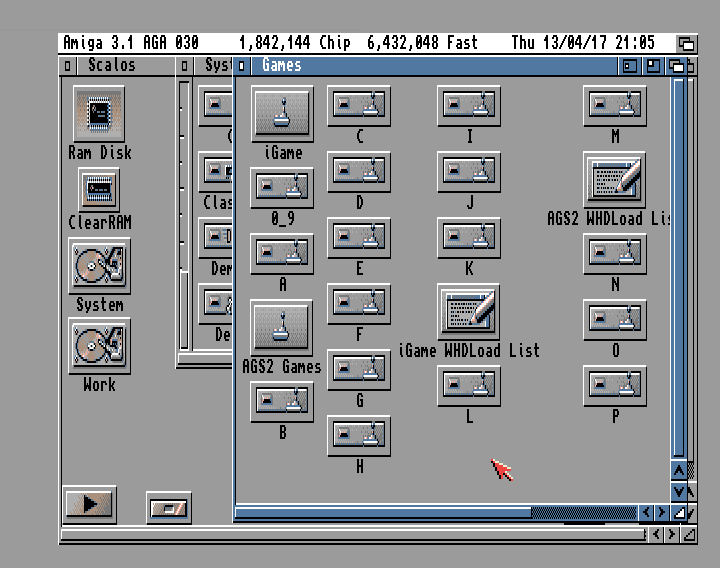 Amiga 3.1 AGA 030 1,842,144 Chip 6,432,048 Fast Thu 13/04/17 21:05
Scalos
Syst
Games
Ram Disk
ClearRAM
System
Work
C
Clas
Dem
De
iGame
0_9
A
AGS2 Games
B
C
D
E
F
G
H
I
J
K
iGame WHDLoad List
L
M
AGS2 WHDLoad Lis
N
O
P